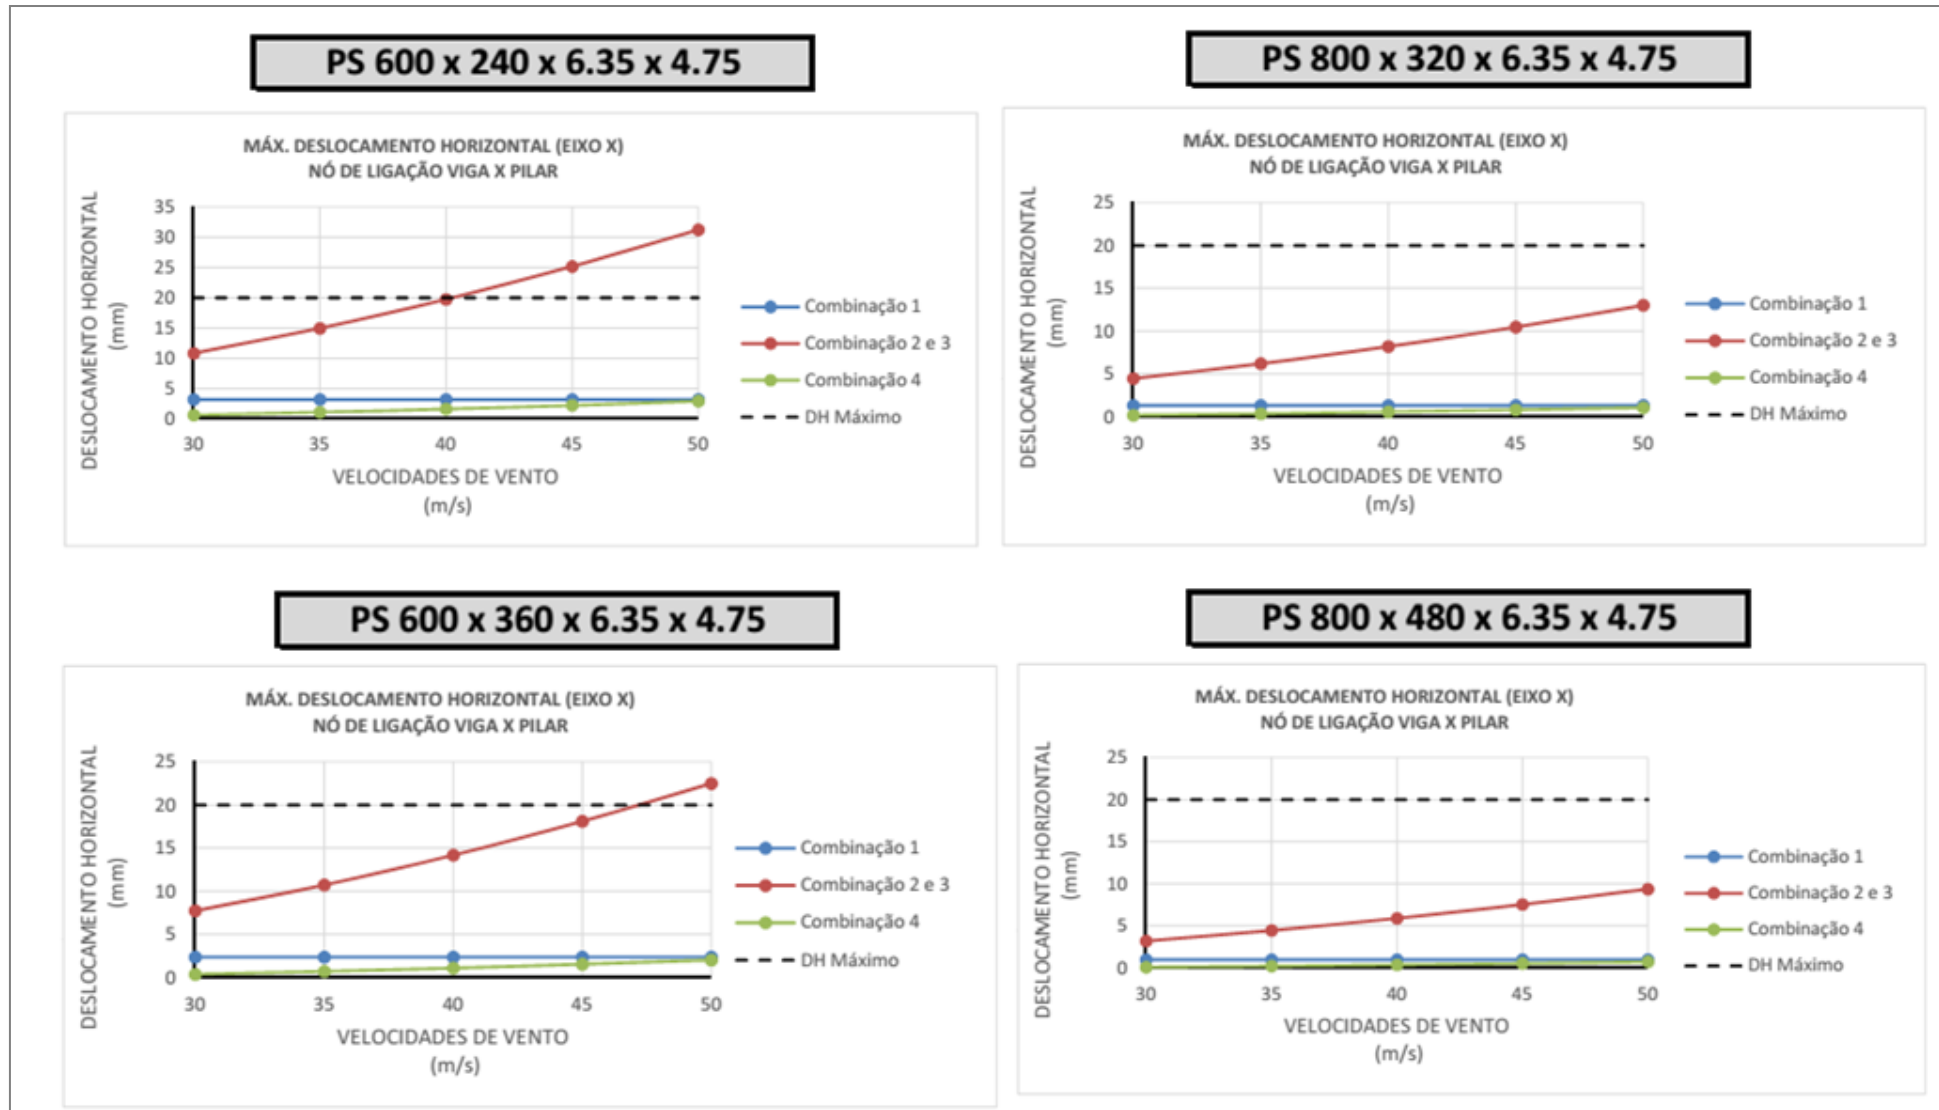 PS 600 x 240 x 6.35 x 4.75
MÁX. DESLOCAMENTO HORIZONTAL (EIXO X)
NÓ DE LIGAÇÃO VIGA X PILAR
DESLOCAMENTO HORIZONTAL
(mm)
35
30
25
20
15
10
5
0
30 35 40 45 50
VELOCIDADES DE VENTO
(m/s)
Combinação 1
Combinação 2 e 3
Combinação 4
DH Máximo
PS 800 x 320 x 6.35 x 4.75
MÁX. DESLOCAMENTO HORIZONTAL (EIXO X)
NÓ DE LIGAÇÃO VIGA X PILAR
DESLOCAMENTO HORIZONTAL
(mm)
25
20
15
10
5
0
30 35 40 45 50
VELOCIDADES DE VENTO
(m/s)
Combinação 1
Combinação 2 e 3
Combinação 4
DH Máximo
PS 600 x 360 x 6.35 x 4.75
MÁX. DESLOCAMENTO HORIZONTAL (EIXO X)
NÓ DE LIGAÇÃO VIGA X PILAR
DESLOCAMENTO HORIZONTAL
(mm)
25
20
15
10
5
0
30 35 40 45 50
VELOCIDADES DE VENTO
(m/s)
Combinação 1
Combinação 2 e 3
Combinação 4
DH Máximo
PS 800 x 480 x 6.35 x 4.75
MÁX. DESLOCAMENTO HORIZONTAL (EIXO X)
NÓ DE LIGAÇÃO VIGA X PILAR
DESLOCAMENTO HORIZONTAL
(mm)
25
20
15
10
5
0
30 35 40 45 50
VELOCIDADES DE VENTO
(m/s)
Combinação 1
Combinação 2 e 3
Combinação 4
DH Máximo